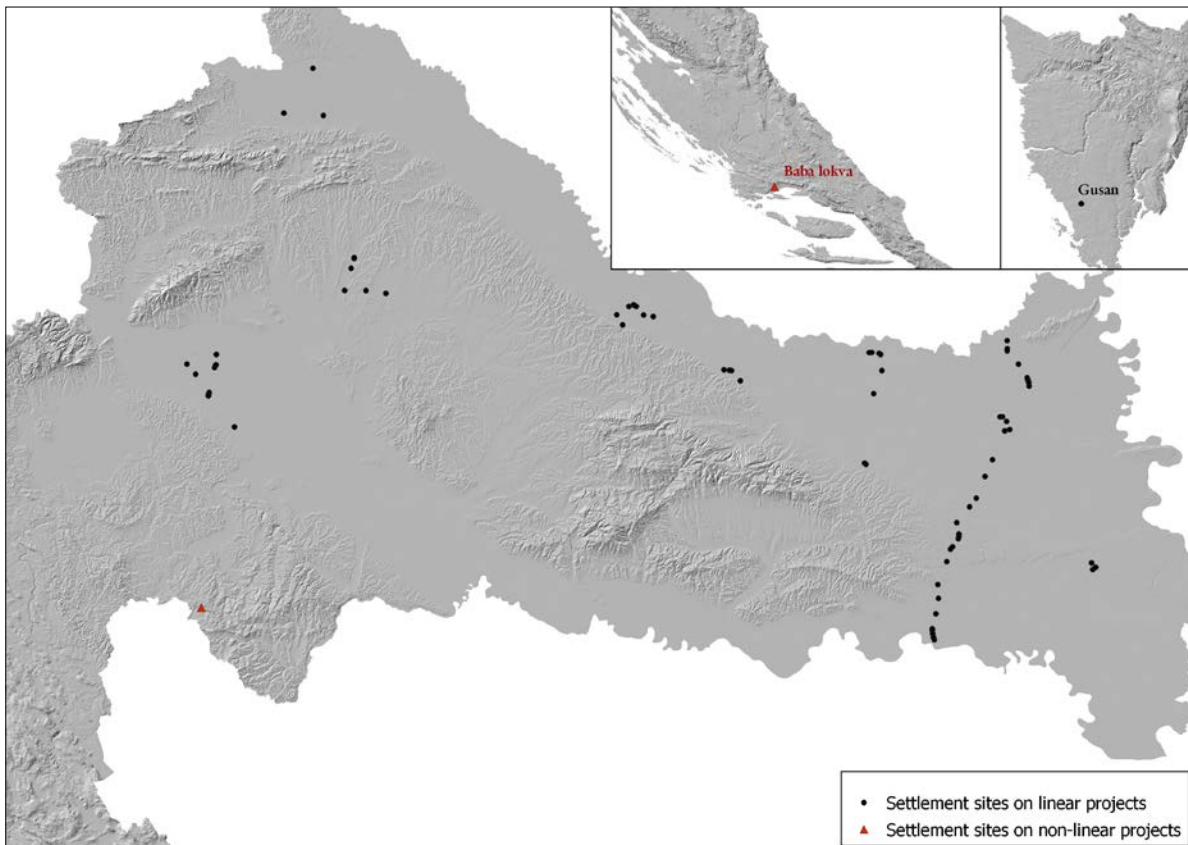 Baba lokva
Gusan
Settlement sites on linear projects
Settlement sites on non-linear projects